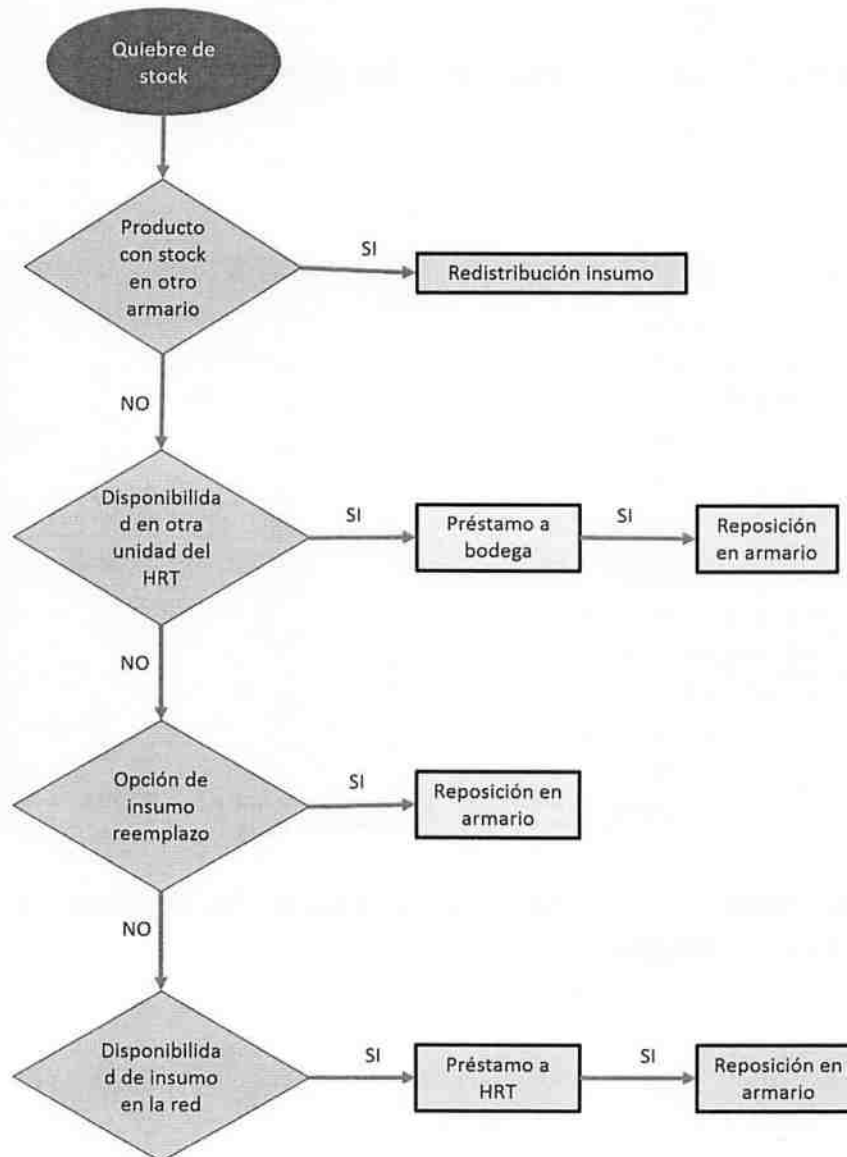 Quiebre de
stock
Producto
con stock
en otro
armario
SI
Redistribución insumo
NO
Disponibilida
d en otra
unidad del
HRT
SI
Préstamo a
bodega
SI
Reposición
en armario
NO
Opción de
insumo
reemplazo
SI
Reposición en
armario
NO
Disponibilida
d de insumo
en la red
SI
Préstamo a
HRT
SI
Reposición en
armario